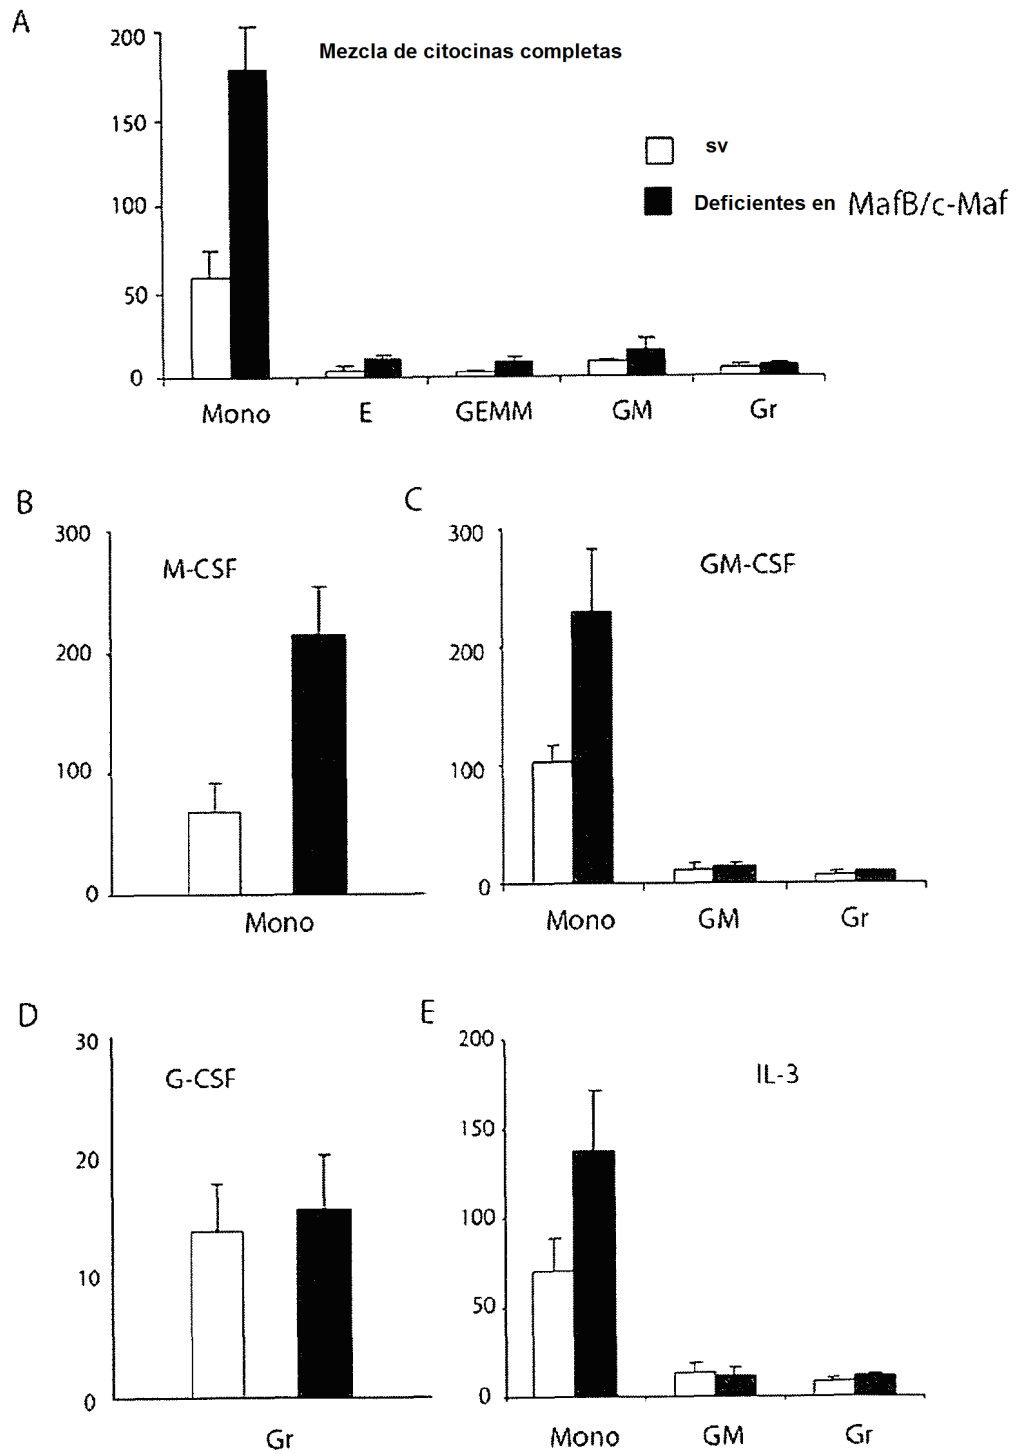 A
Mezcla de citocinas completas
200
150
100
50
0
sv
Deficientes en MafB/c-Maf
Mono E GEMM GM Gr
B
M-CSF
300
200
100
0
Mono
C
GM-CSF
300
200
100
0
Mono GM Gr
D
G-CSF
30
20
10
0
Gr
E
IL-3
200
150
100
50
0
Mono GM Gr